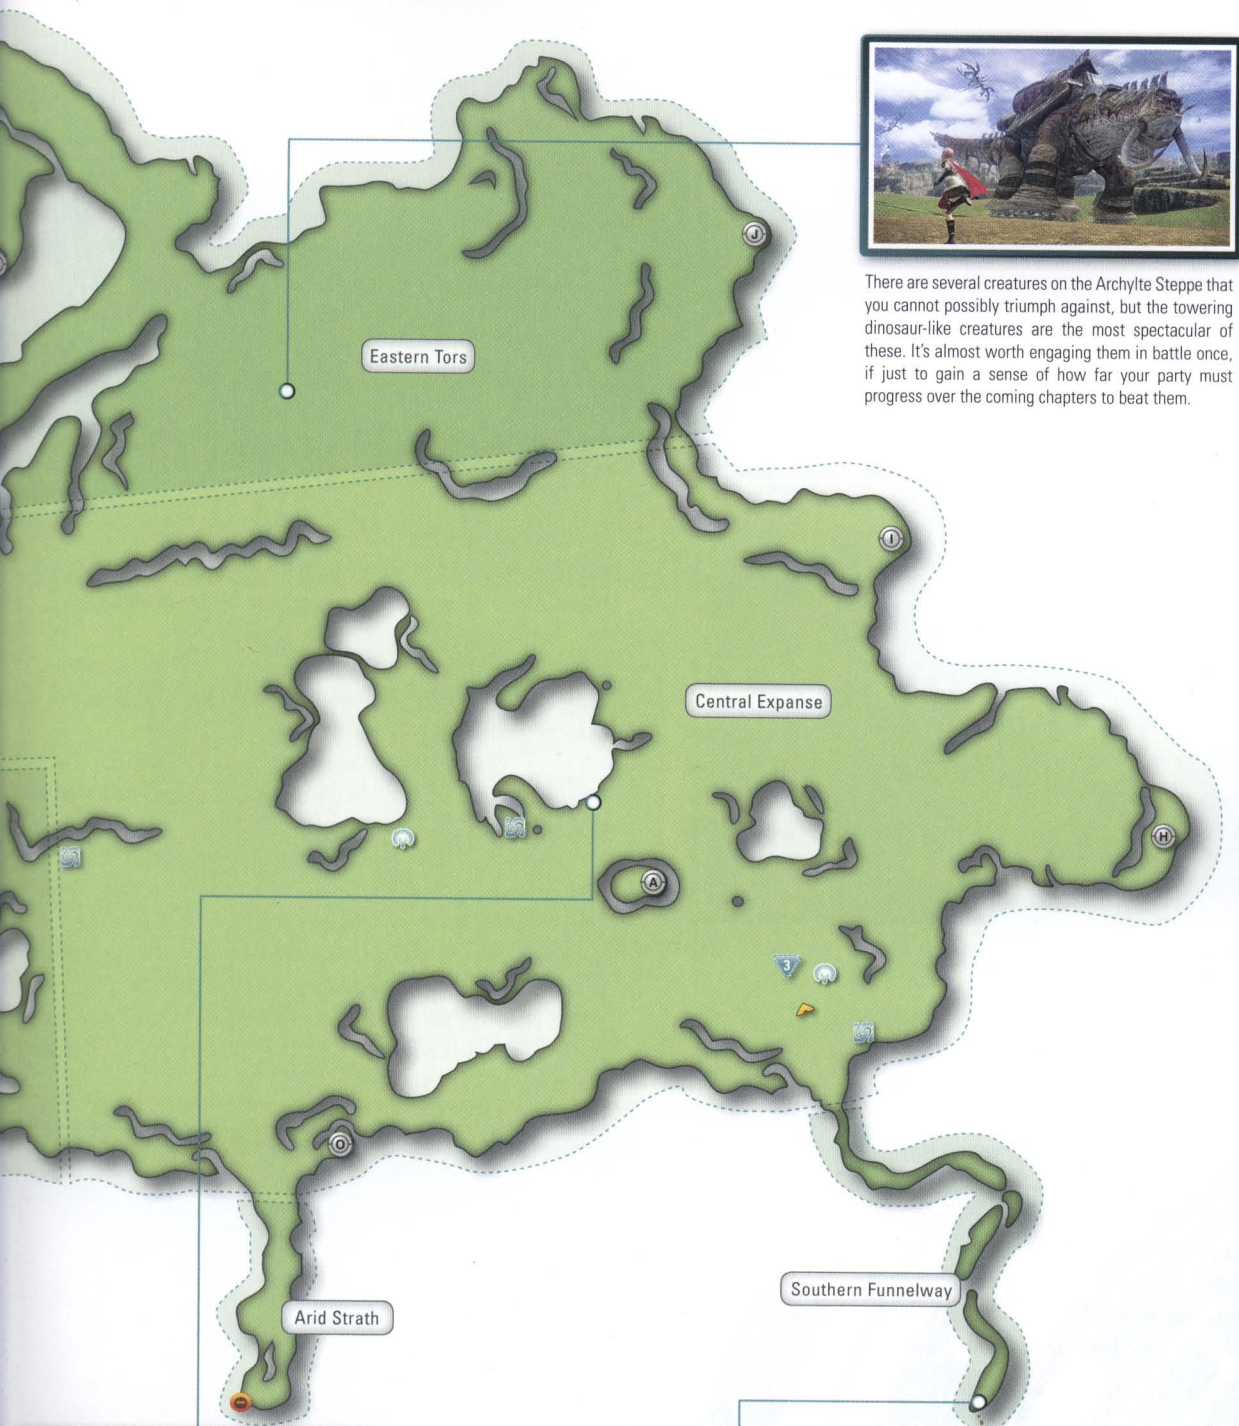 There are several creatures on the Archylte Steppe that
you cannot possibly triumph against, but the towering
dinosaur-like creatures are the most spectacular of
these. It's almost worth engaging them in battle once,
if just to gain a sense of how far your party must
progress over the coming chapters to beat them.
J
Eastern Tors
I
Central Expanse
H
A
3
O
Southern Funnelway
Arid Strath